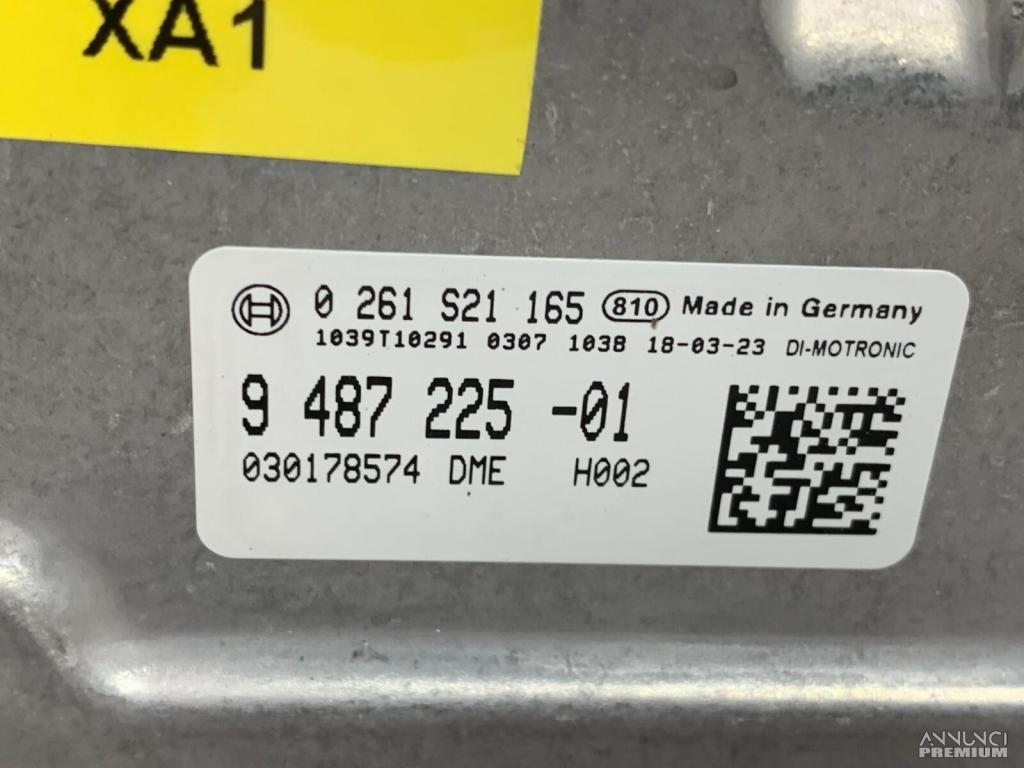 XA1
0 261 S21 165 810 Made in Germany
1039T10291 0307 1038 18-03-23 DI-MOTRONIC
9 487 225 -01
030178574 DME H002
ANNUNCI
PREMIUM